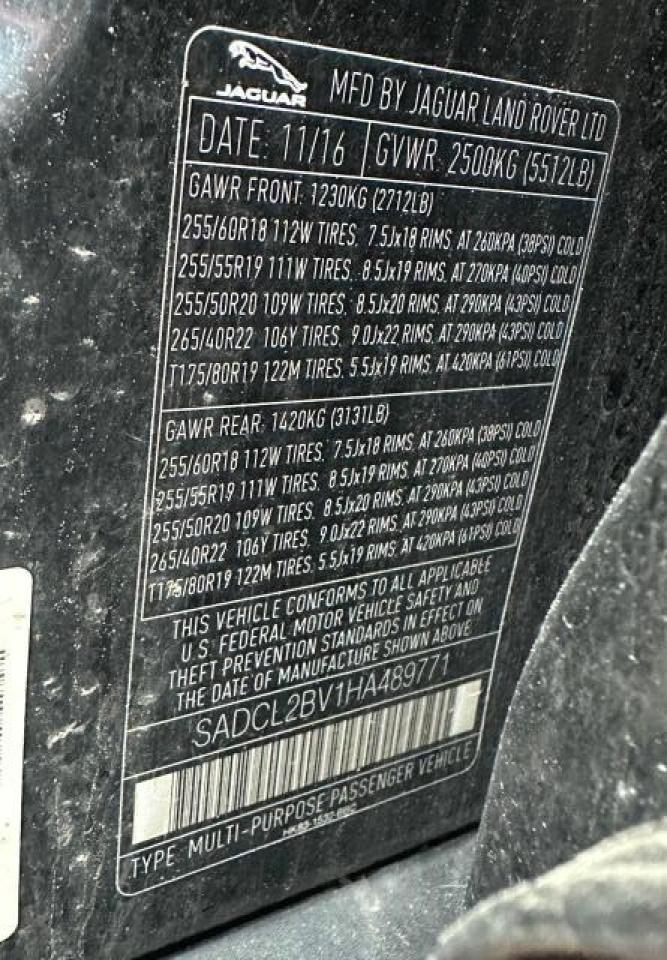 JAGUAR MFD BY JAGUAR LAND ROVER LTD
DATE: 11/16 GVWR: 2500KG (5512LB)
GAWR FRONT: 1230KG (2712LB)
255/60R18 112W TIRES, 7.5Jx18 RIMS, AT 260KPA (38PSI) COLD
255/55R19 111W TIRES, 8.5Jx19 RIMS, AT 270KPA (40PSI) COLD
255/50R20 109W TIRES, 8.5Jx20 RIMS, AT 290KPA (43PSI) COLD
265/40R22 106Y TIRES, 9.0Jx22 RIMS, AT 290KPA (43PSI) COLD
T175/80R19 122M TIRES, 5.5Jx19 RIMS, AT 420KPA (61PSI) COLD
GAWR REAR: 1420KG (3131LB)
255/60R18 112W TIRES, 7.5Jx18 RIMS, AT 260KPA (38PSI) COLD
255/55R19 111W TIRES, 8.5Jx19 RIMS, AT 270KPA (40PSI) COLD
255/50R20 109W TIRES, 8.5Jx20 RIMS, AT 290KPA (43PSI) COLD
265/40R22 106Y TIRES, 9.0Jx22 RIMS, AT 290KPA (43PSI) COLD
T175/80R19 122M TIRES, 5.5Jx19 RIMS, AT 420KPA (61PSI) COLD
THIS VEHICLE CONFORMS TO ALL APPLICABLE
U.S. FEDERAL MOTOR VEHICLE SAFETY AND
THEFT PREVENTION STANDARDS IN EFFECT ON
THE DATE OF MANUFACTURE SHOWN ABOVE
SADCL2BV1HA489771
TYPE MULTI-PURPOSE PASSENGER VEHICLE